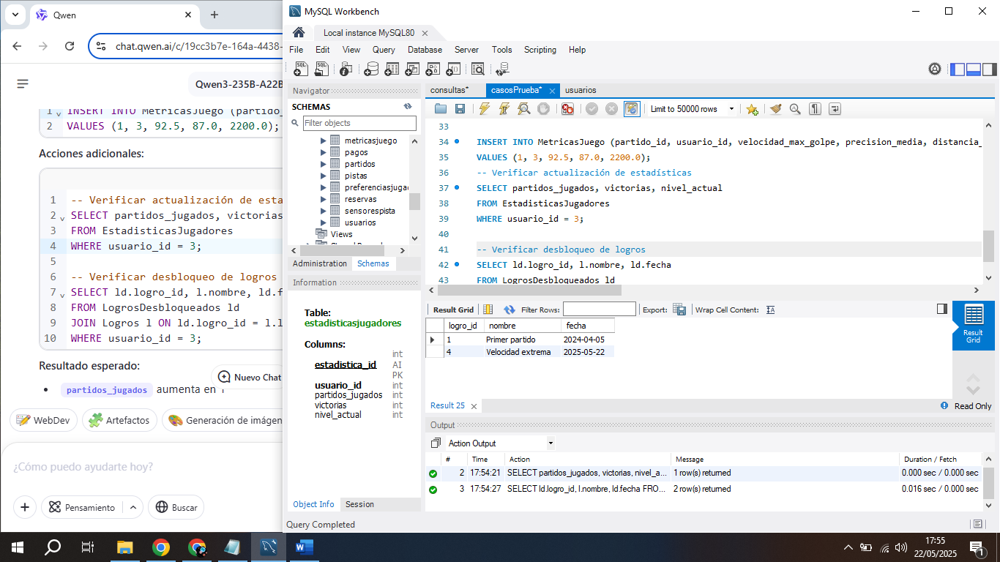 Qwen
chat.qwen.ai/c/19cc3b7e-164a-4438-
Qwen3-235B-A22B
1 INSERT INTO MetricasJuego (partido_
2 VALUES (1, 3, 92.5, 87.0, 2200.0);
Acciones adicionales:
1 -- Verificar actualización de esta
2 SELECT partidos_jugados, victorias
3 FROM EstadisticasJugadores
4 WHERE usuario_id = 3;
5
6 -- Verificar desbloqueo de logros
7 SELECT ld.logro_id, l.nombre, ld.f
8 FROM LogrosDesbloqueados ld
9 JOIN Logros l ON ld.logro_id = l.l
10 WHERE usuario_id = 3;
Resultado esperado:
Nuevo Chat
• partidos_jugados aumenta en 1
WebDev
Artefactos
Generación de imágen
¿Cómo puedo ayudarte hoy?
Pensamiento
Buscar
MySQL Workbench
Local instance MySQL80
File Edit View Query Database Server Tools Scripting Help
Navigator
SCHEMAS
Filter objects
metricasjuego
pagos
partidos
pistas
preferenciasjuga
reservas
sensorespista
usuarios
Views
Administration Schemas
Information
Table:
estadisticasjugadores
Columns:
estadistica_id int AI PK
usuario_id int
partidos_jugados int
victorias int
nivel_actual int
Object Info Session
Query Completed
consultas* casosPrueba* usuarios
Limit to 50000 rows
33
34 INSERT INTO MetricasJuego (partido_id, usuario_id, velocidad_max_golpe, precision_media, distancia_
35 VALUES (1, 3, 92.5, 87.0, 2200.0);
36 -- Verificar actualización de estadísticas
37 SELECT partidos_jugados, victorias, nivel_actual
38 FROM EstadisticasJugadores
39 WHERE usuario_id = 3;
40
41 -- Verificar desbloqueo de logros
42 SELECT ld.logro_id, l.nombre, ld.fecha
43 FROM LogrosDesbloqueados ld
Result Grid Filter Rows: Export: Wrap Cell Content:
logro_id nombre fecha
1 Primer partido 2024-04-05
4 Velocidad extrema 2025-05-22
Result
Grid
Result 25
Read Only
Output
Action Output
# Time Action Message Duration / Fetch
2 17:54:21 SELECT partidos_jugados, victorias, nivel_a... 1 row(s) returned 0.000 sec / 0.000 sec
3 17:54:27 SELECT ld.logro_id, l.nombre, ld.fecha FRO... 2 row(s) returned 0.016 sec / 0.000 sec
17:55
22/05/2025
1